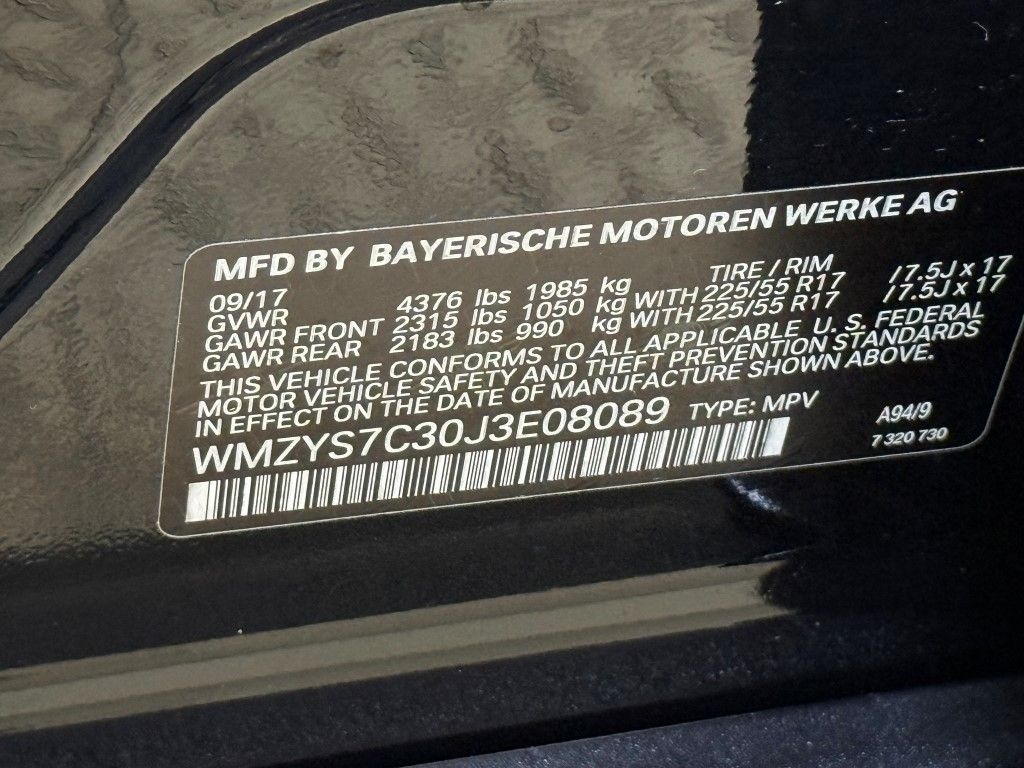 MFD BY BAYERISCHE MOTOREN WERKE AG
09/17 TIRE / RIM
GVWR 4376 lbs 1985 kg
GAWR FRONT 2315 lbs 1050 kg WITH 225/55 R17 /7.5J x 17
GAWR REAR 2183 lbs 990 kg WITH 225/55 R17 /7.5J x 17
THIS VEHICLE CONFORMS TO ALL APPLICABLE U. S. FEDERAL
MOTOR VEHICLE SAFETY AND THEFT PREVENTION STANDARDS
IN EFFECT ON THE DATE OF MANUFACTURE SHOWN ABOVE.
WMZYS7C30J3E08089 TYPE: MPV A94/9
7 320 730